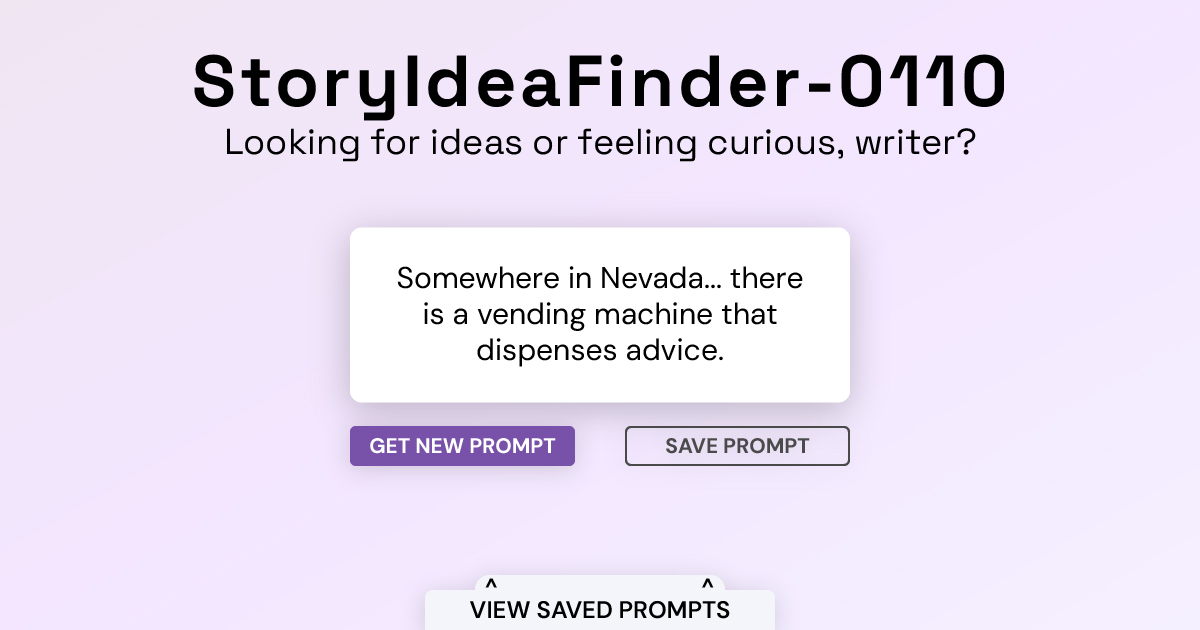 StoryIdeaFinder-0110
Looking for ideas or feeling curious, writer?
Somewhere in Nevada... there
is a vending machine that
dispenses advice.
GET NEW PROMPT
SAVE PROMPT
^ ^
VIEW SAVED PROMPTS